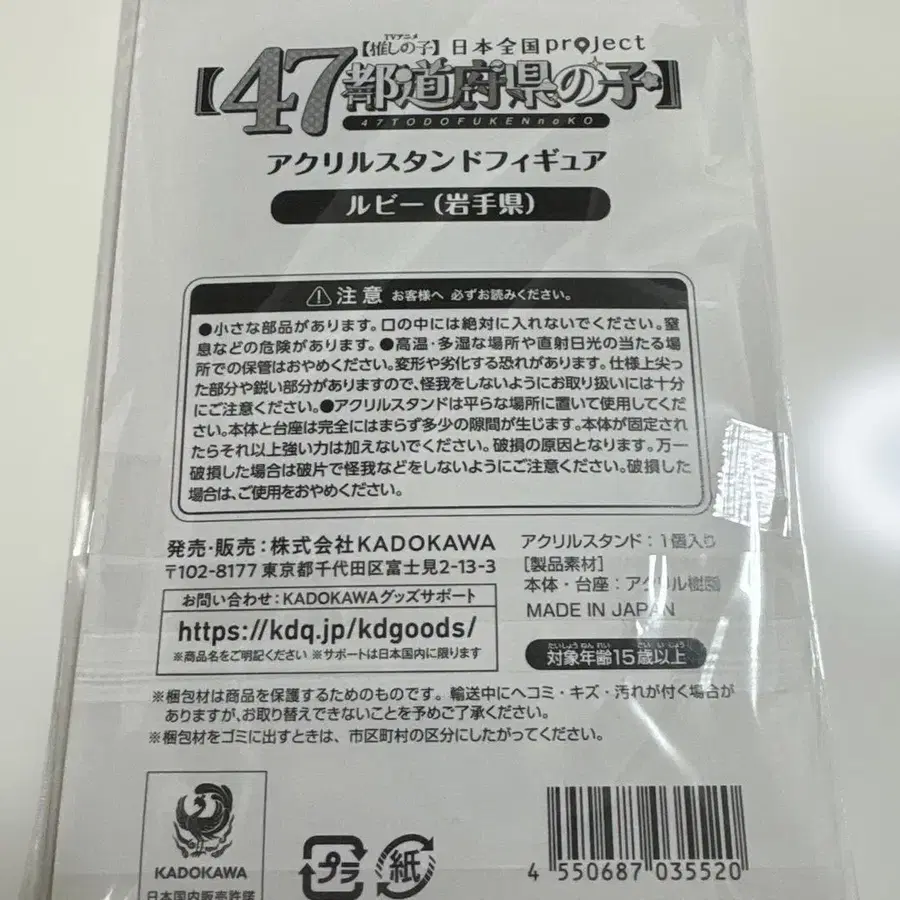 TVアニメ
【推しの子】日本全国project
【47都道府県の子】
47TODOFUKENnoKO
アクリルスタンドフィギュア
ルビー(岩手県)
注意 お客様へ 必ずお読みください。
●小さな部品があります。口の中には絶対に入れないでください。窒
息などの危険があります。●高温・多湿な場所や直射日光の当たる場
所での保管はおやめください。変形や劣化する恐れがあります。仕様上尖っ
た部分や鋭い部分がありますので、怪我をしないようにお取り扱いには十分
にご注意ください。●アクリルスタンドは平らな場所に置いて使用してくだ
さい。本体と台座は完全にはまらず多少の隙間が生じます。本体が固定され
たらそれ以上強い力は加えないでください。破損の原因となります。万一
破損した場合は破片で怪我などをしないようにご注意ください。破損した
場合は、ご使用をおやめください。
発売・販売:株式会社KADOKAWA
〒102-8177 東京都千代田区富士見2-13-3
お問い合わせ:KADOKAWAグッズサポート
https://kdq.jp/kdgoods/
※商品名をご明記ください ※サポートは日本国内に限ります
アクリルスタンド:1個入り
[製品素材]
本体・台座:アクリル樹脂
MADE IN JAPAN
たいしょうねんれい さいいじょう
対象年齢15歳以上
※梱包材は商品を保護するためのものです。輸送中にヘコミ・キズ・汚れが付く場合が
ありますが、お取り替えできないことを予めご了承ください。
※梱包材をゴミに出すときは、市区町村の区分にしたがってください。
KADOKAWA
日本国内販売許諾
プラ
紙
4 550687 035520